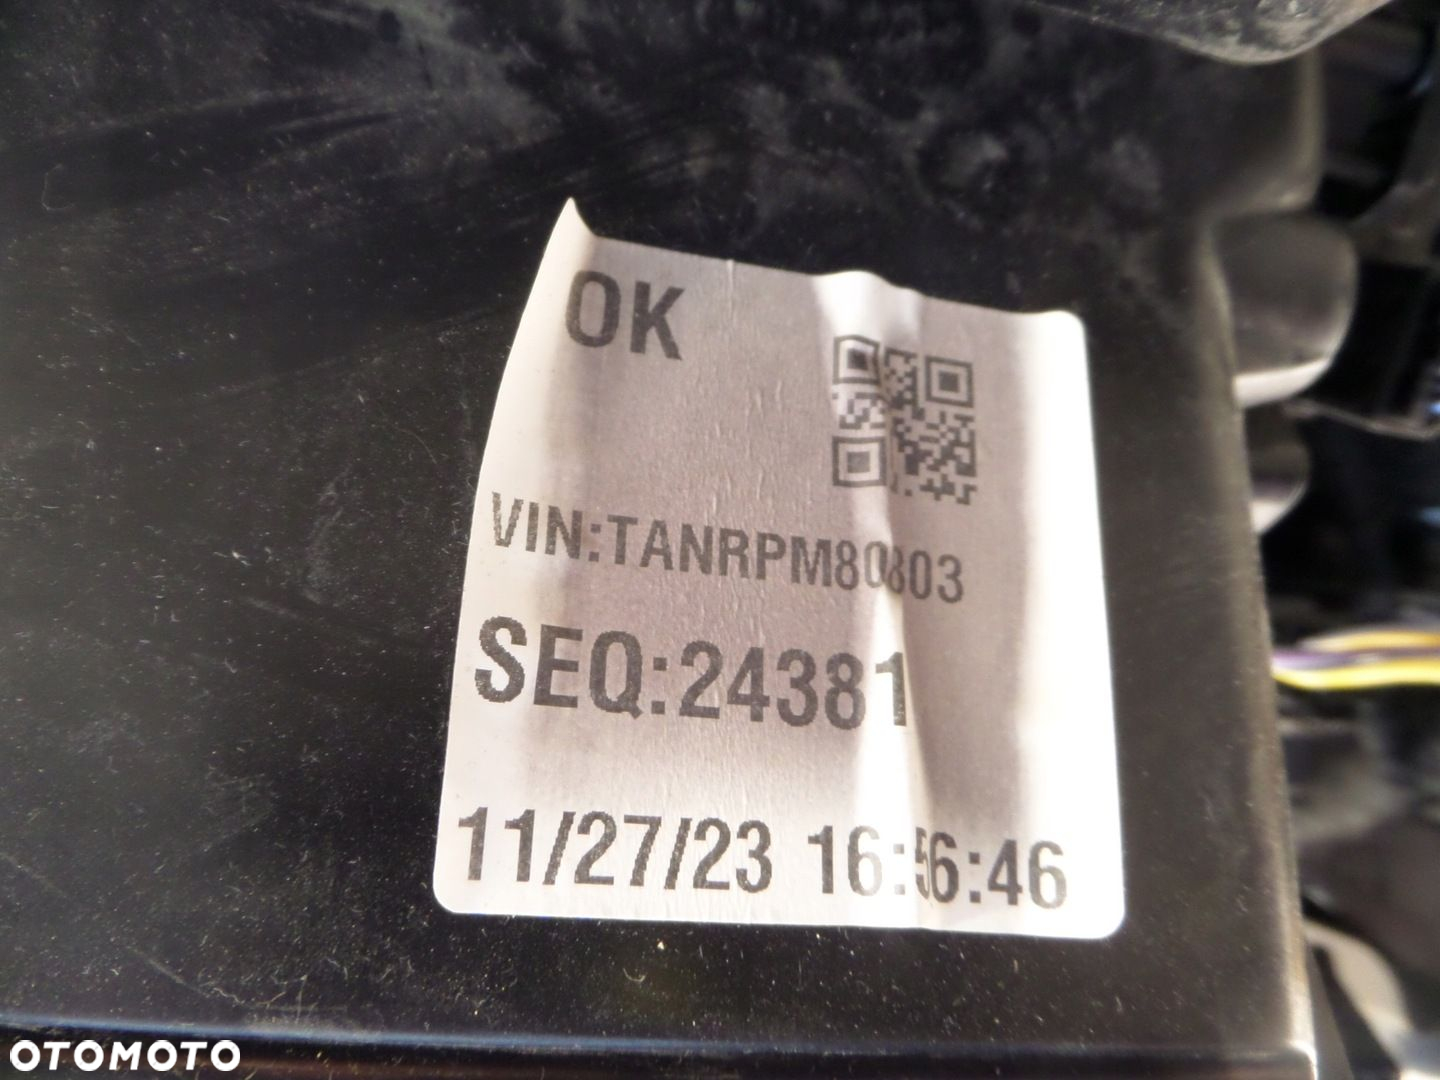 OK
VIN:TANRPM80803
SEQ:24381
11/27/23 16:56:46
OTOMOTO